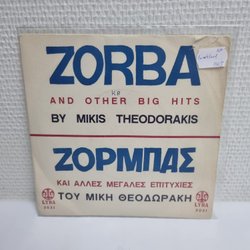 ZORBA
AND OTHER BIG HITS
BY MIKIS THEODORAKIS
ΖΟΡΜΠΑΣ
ΚΑΙ ΑΛΛΕΣ ΜΕΓΑΛΕΣ ΕΠΙΤΥΧΙΕΣ
ΤΟΥ ΜΙΚΗ ΘΕΟΔΩΡΑΚΗ
LYRA
LYRA